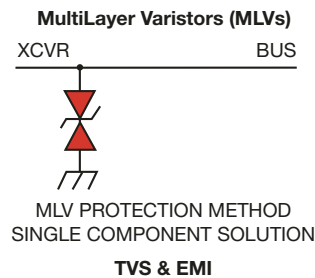 MultiLayer Varistors (MLVs)
XCVR BUS
MLV PROTECTION METHOD
SINGLE COMPONENT SOLUTION
TVS & EMI